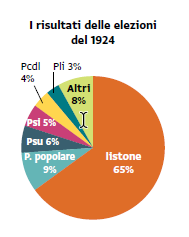 I risultati delle elezioni
del 1924
PcdI
4%
Pli 3%
Altri
8%
Psi 5%
Psu 6%
P. popolare
9%
listone
65%